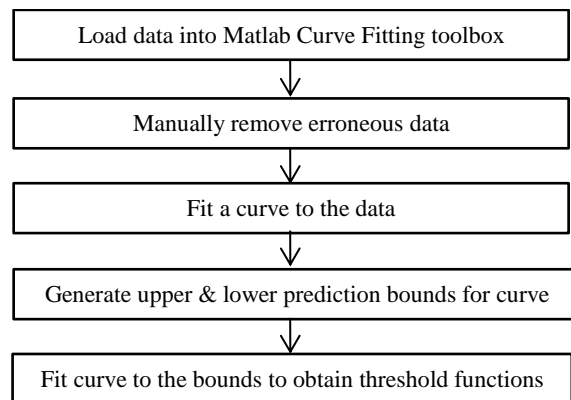 Load data into Matlab Curve Fitting toolbox
Manually remove erroneous data
Fit a curve to the data
Generate upper & lower prediction bounds for curve
Fit curve to the bounds to obtain threshold functions